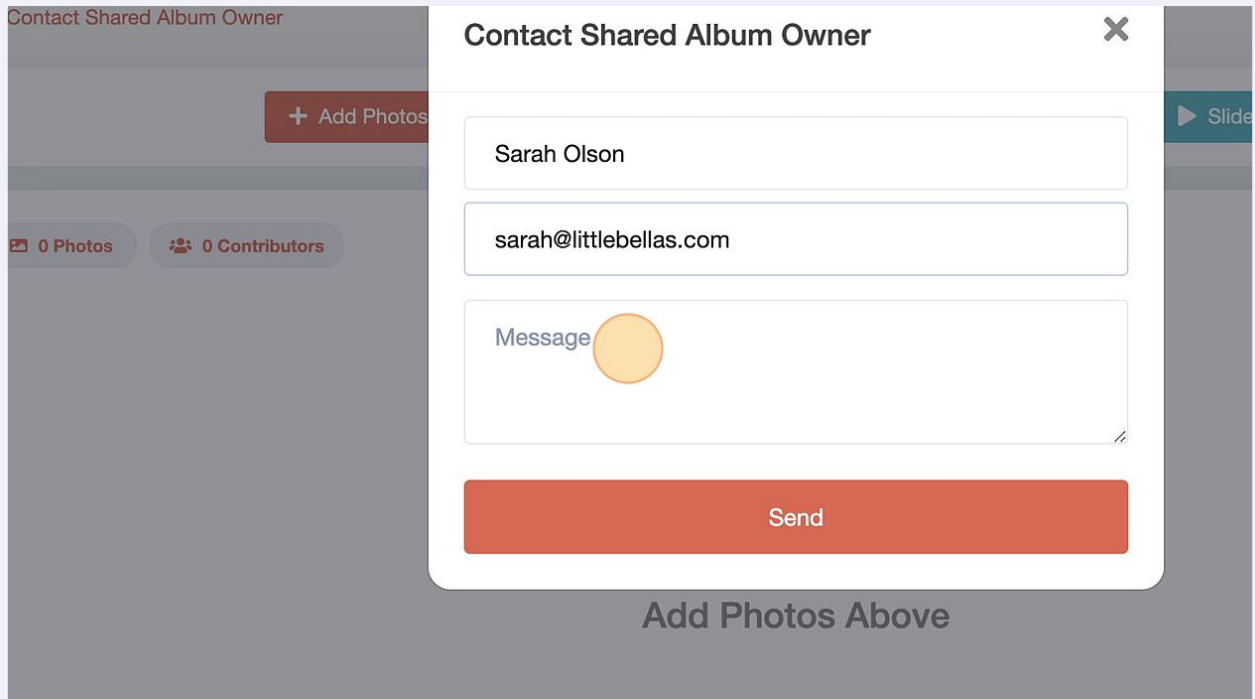 Contact Shared Album Owner
Contact Shared Album Owner
Add Photos
Slide
Sarah Olson
sarah@littlebellas.com
0 Photos
0 Contributors
Message
Send
Add Photos Above